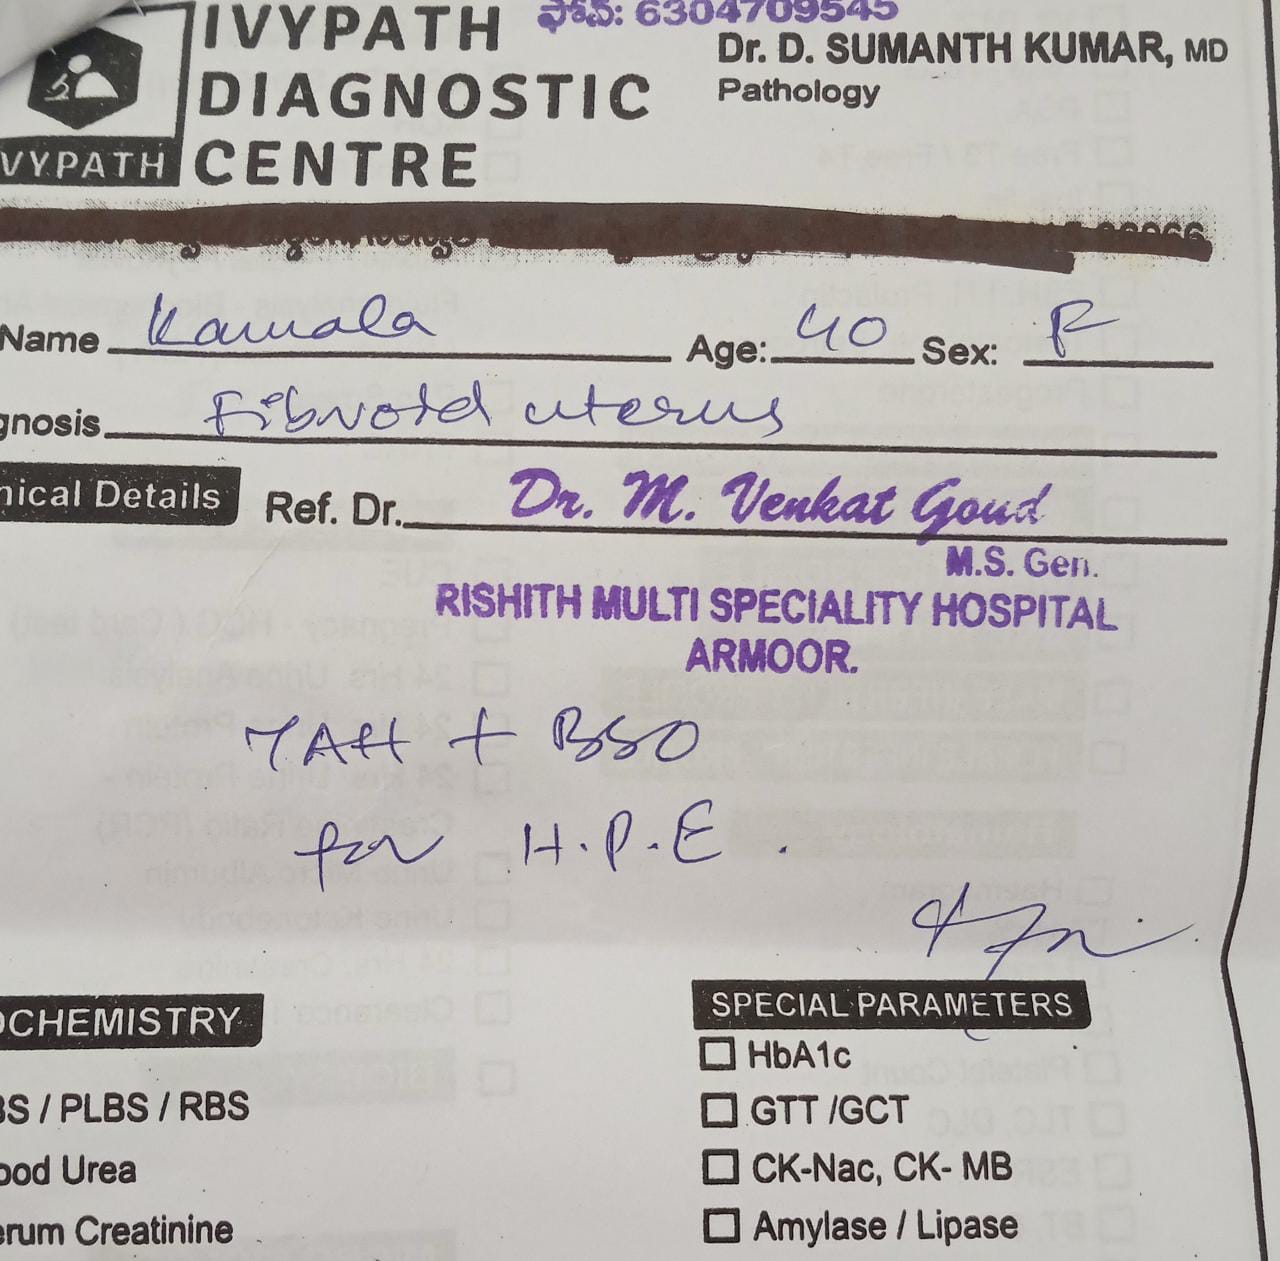 IVYPATH
DIAGNOSTIC
CENTRE
VYPATH
ఫోన్: 6304709545
Dr. D. SUMANTH KUMAR, MD
Pathology
Name Kamala Age: 40 Sex: F
gnosis Fibroid uterus
nical Details Ref. Dr. Dr. M. Venkat Goud
M.S. Gen.
RISHITH MULTI SPECIALITY HOSPITAL
ARMOOR.
TAH + BSO
for H.P.E.
OCHEMISTRY
BS / PLBS / RBS
ood Urea
erum Creatinine
SPECIAL PARAMETERS
HbA1c
GTT /GCT
CK-Nac, CK- MB
Amylase / Lipase